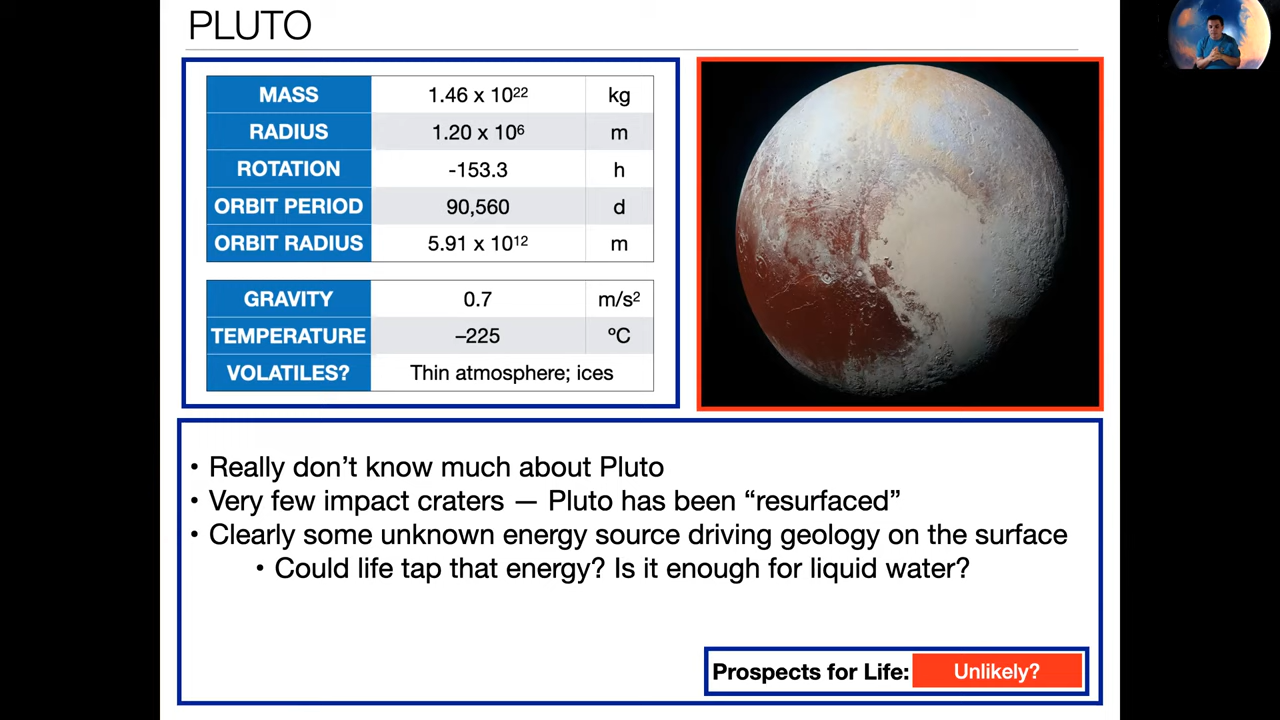 PLUTO
MASS 1.46 x 10²² kg
RADIUS 1.20 x 10⁶ m
ROTATION -153.3 h
ORBIT PERIOD 90,560 d
ORBIT RADIUS 5.91 x 10¹² m
GRAVITY 0.7 m/s²
TEMPERATURE –225 ºC
VOLATILES? Thin atmosphere; ices
• Really don’t know much about Pluto
• Very few impact craters — Pluto has been “resurfaced”
• Clearly some unknown energy source driving geology on the surface
• Could life tap that energy? Is it enough for liquid water?
Prospects for Life: Unlikely?